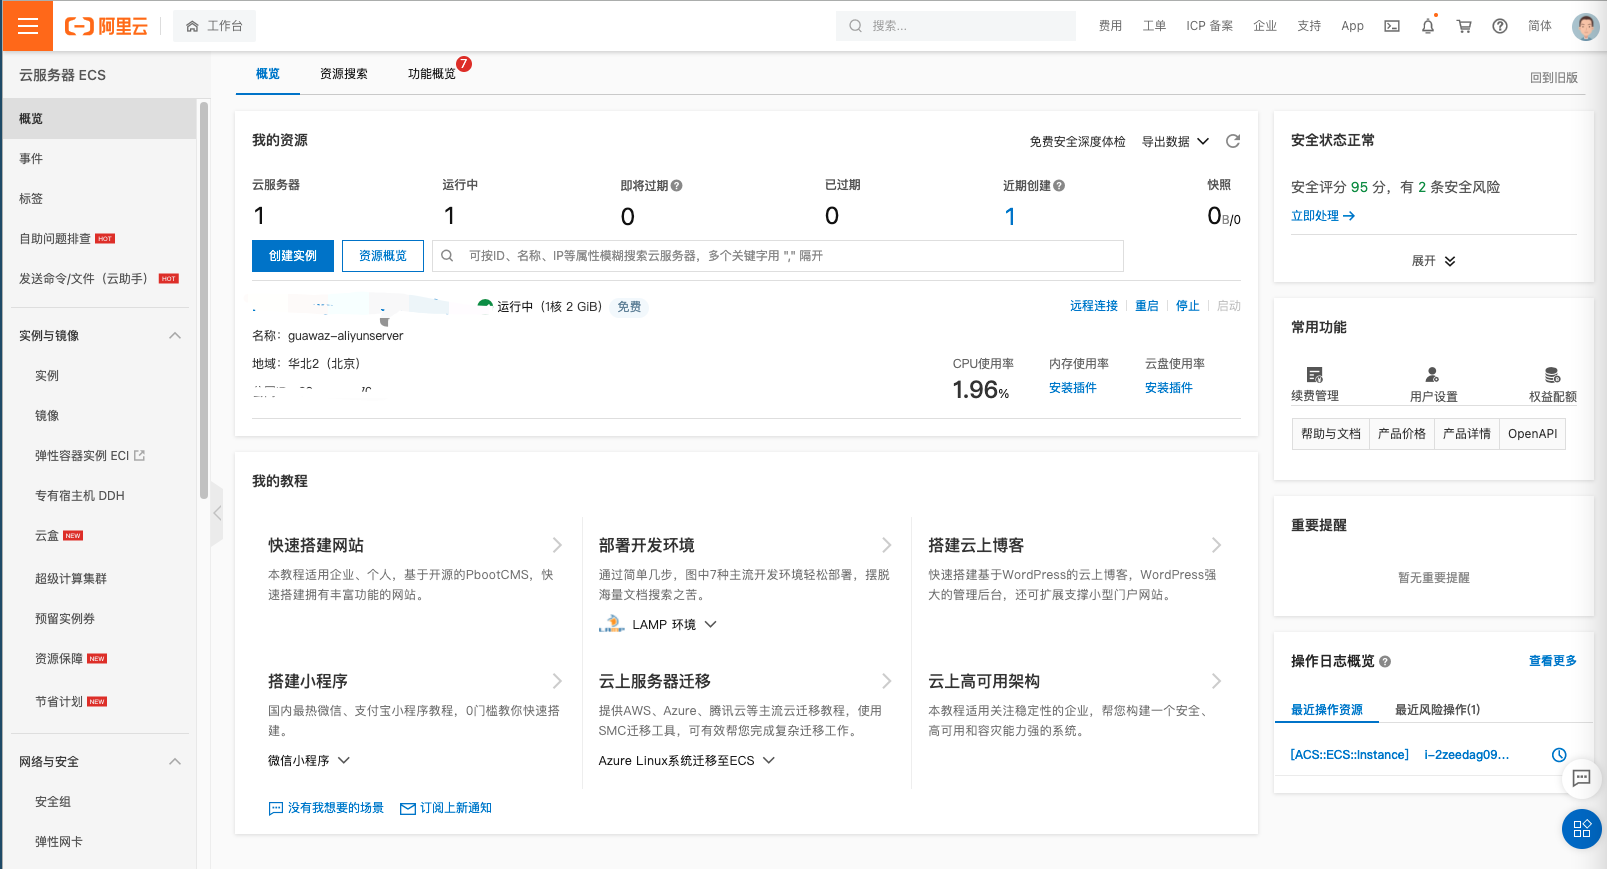 阿里云
工作台
搜索...
费用 工单 ICP 备案 企业 支持 App 简体
云服务器 ECS
概览
事件
标签
自助问题排查 HOT
发送命令/文件（云助手） HOT
实例与镜像
实例
镜像
弹性容器实例 ECI
专有宿主机 DDH
云盒 NEW
超级计算集群
预留实例券
资源保障 NEW
节省计划 NEW
网络与安全
安全组
弹性网卡
概览 资源搜索 功能概览 7
回到旧版
我的资源
免费安全深度体检 导出数据
云服务器 运行中 即将过期 已过期 近期创建 快照
1 1 0 0 1 0B/0
创建实例 资源概览 可按ID、名称、IP等属性模糊搜索云服务器，多个关键字用 "," 隔开
运行中（1核 2 GiB） 免费
远程连接 重启 停止 启动
名称：guawaz-aliyunserver
地域：华北2（北京）
CPU使用率 内存使用率 云盘使用率
1.96% 安装插件 安装插件
我的教程
快速搭建网站
本教程适用企业、个人，基于开源的PbootCMS，快
速搭建拥有丰富功能的网站。
部署开发环境
通过简单几步，图中7种主流开发环境轻松部署，摆脱
海量文档搜索之苦。
LAMP 环境
搭建云上博客
快速搭建基于WordPress的云上博客，WordPress强
大的管理后台，还可扩展支撑小型门户网站。
搭建小程序
国内最热微信、支付宝小程序教程，0门槛教你快速搭
建。
微信小程序
云上服务器迁移
提供AWS、Azure、腾讯云等主流云迁移教程，使用
SMC迁移工具，可有效帮您完成复杂迁移工作。
Azure Linux系统迁移至ECS
云上高可用架构
本教程适用关注稳定性的企业，帮您构建一个安全、
高可用和容灾能力强的系统。
没有我想要的场景 订阅上新通知
安全状态正常
安全评分 95 分，有 2 条安全风险
立即处理
展开
常用功能
续费管理 用户设置 权益配额
帮助与文档 产品价格 产品详情 OpenAPI
重要提醒
暂无重要提醒
操作日志概览 查看更多
最近操作资源 最近风险操作(1)
[ACS::ECS::Instance] i-2zeedag09...